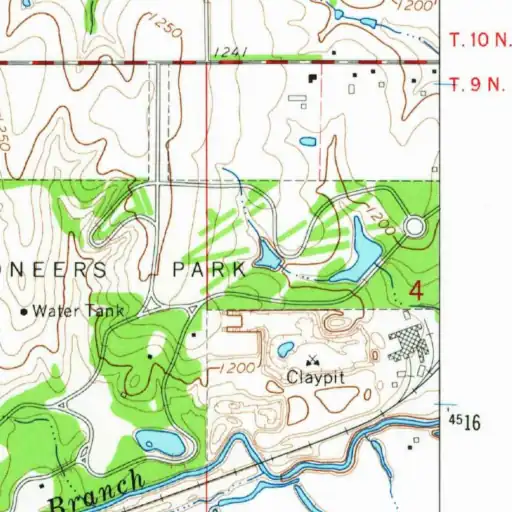 1250
1200
T. 10 N.
1241
T. 9 N.
1250
1200
ONEERS PARK
4
Water Tank
1200
Claypit
4516
Branch